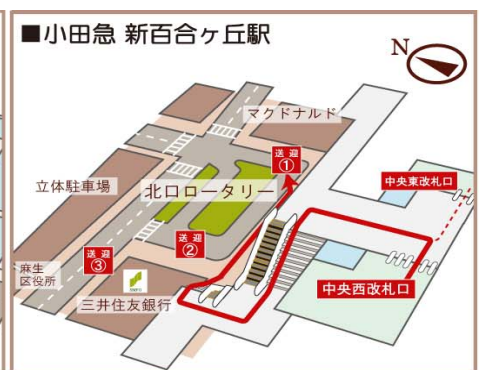 ■小田急 新百合ヶ丘駅
N
マクドナルド
送迎
①
中央東改札口
立体駐車場
北口ロータリー
送迎
②
送迎
③
麻生
区役所
中央西改札口
三井住友銀行